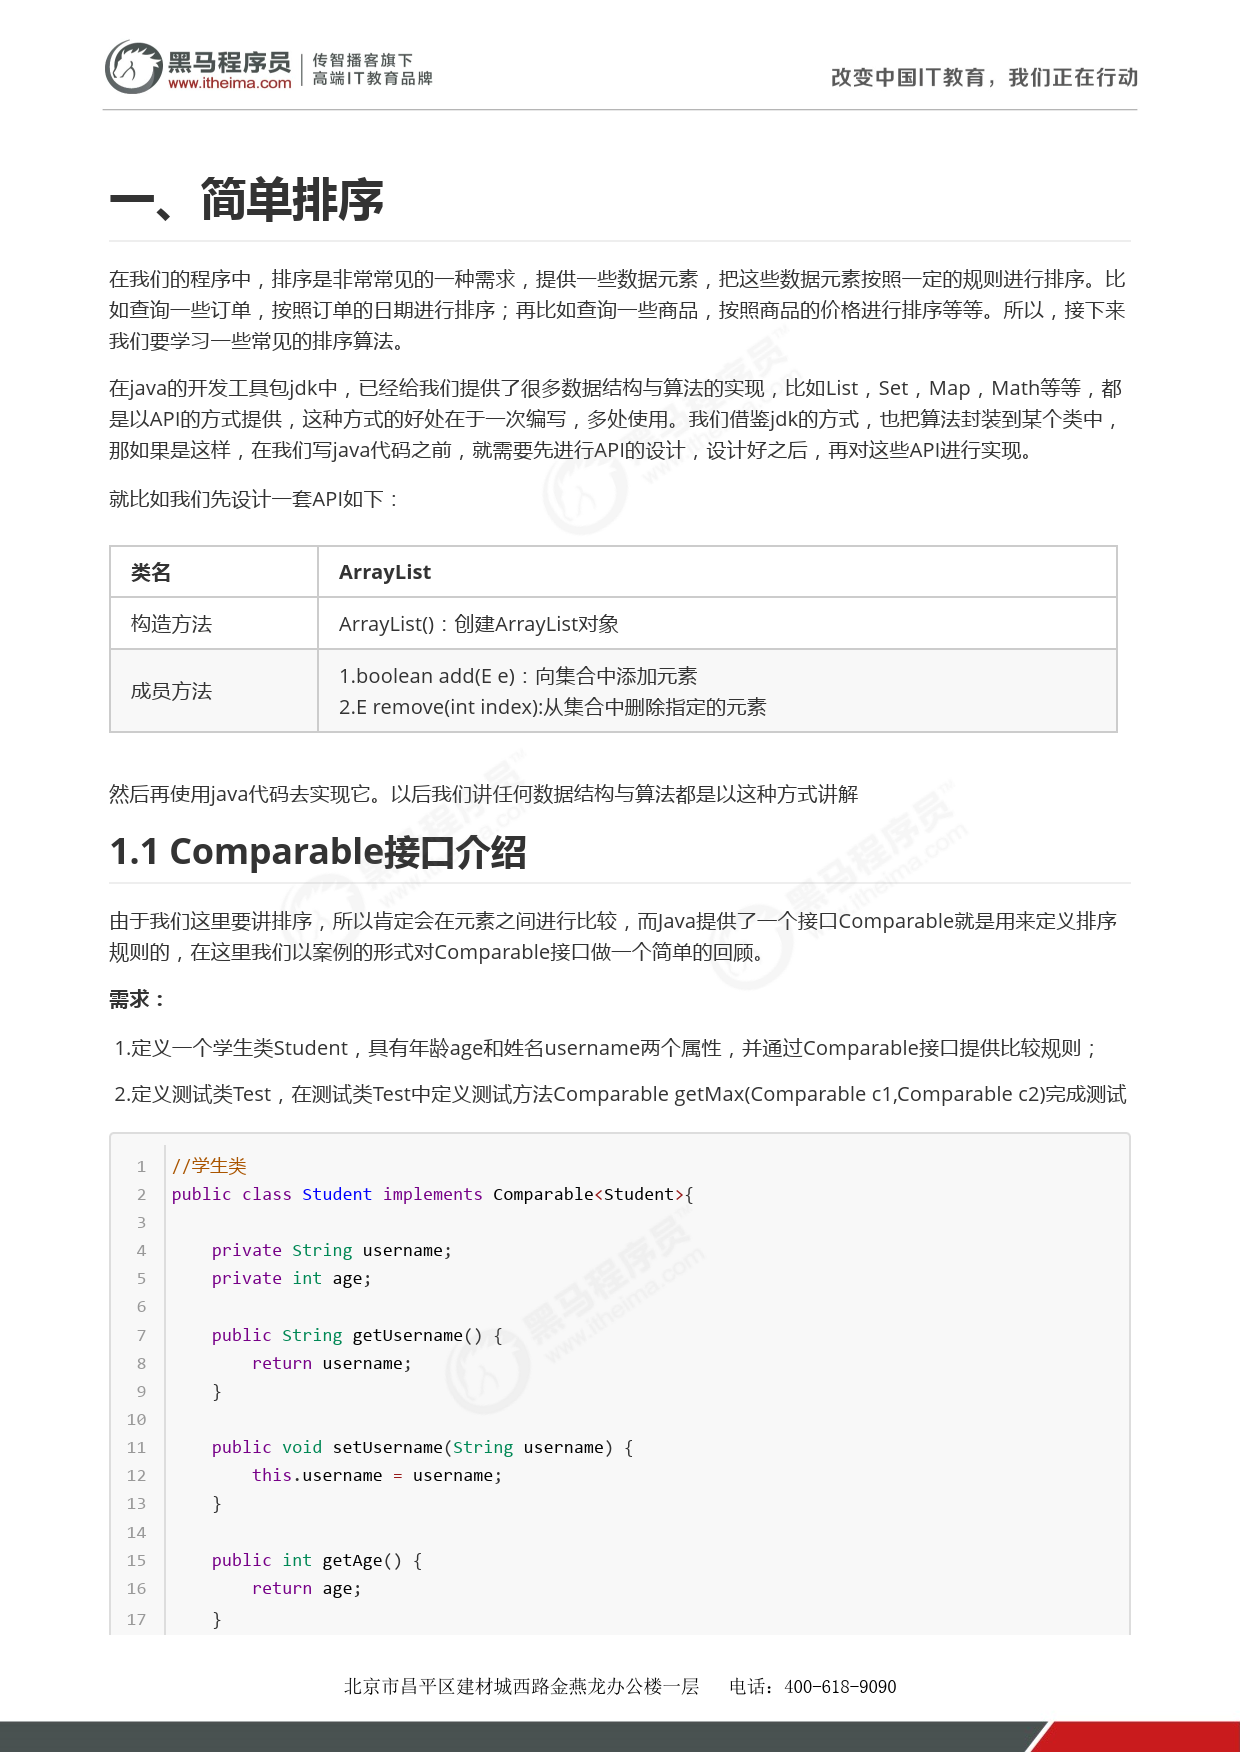 黑马程序员
www.itheima.com
传智播客旗下
高端IT教育品牌
改变中国IT教育，我们正在行动
一、简单排序
在我们的程序中，排序是非常常见的一种需求，提供一些数据元素，把这些数据元素按照一定的规则进行排序。比
如查询一些订单，按照订单的日期进行排序；再比如查询一些商品，按照商品的价格进行排序等等。所以，接下来
我们要学习一些常见的排序算法。
在java的开发工具包jdk中，已经给我们提供了很多数据结构与算法的实现，比如List，Set，Map，Math等等，都
是以API的方式提供，这种方式的好处在于一次编写，多处使用。我们借鉴jdk的方式，也把算法封装到某个类中，
那如果是这样，在我们写java代码之前，就需要先进行API的设计，设计好之后，再对这些API进行实现。
就比如我们先设计一套API如下：
类名 ArrayList
构造方法 ArrayList()：创建ArrayList对象
成员方法 1.boolean add(E e)：向集合中添加元素
2.E remove(int index):从集合中删除指定的元素
然后再使用java代码去实现它。以后我们讲任何数据结构与算法都是以这种方式讲解
1.1 Comparable接口介绍
由于我们这里要讲排序，所以肯定会在元素之间进行比较，而Java提供了一个接口Comparable就是用来定义排序
规则的，在这里我们以案例的形式对Comparable接口做一个简单的回顾。
需求：
1.定义一个学生类Student，具有年龄age和姓名username两个属性，并通过Comparable接口提供比较规则；
2.定义测试类Test，在测试类Test中定义测试方法Comparable getMax(Comparable c1,Comparable c2)完成测试
1 //学生类
2 public class Student implements Comparable<Student>{
3
4 private String username;
5 private int age;
6
7 public String getUsername() {
8 return username;
9 }
10
11 public void setUsername(String username) {
12 this.username = username;
13 }
14
15 public int getAge() {
16 return age;
17 }
北京市昌平区建材城西路金燕龙办公楼一层 电话：400-618-9090